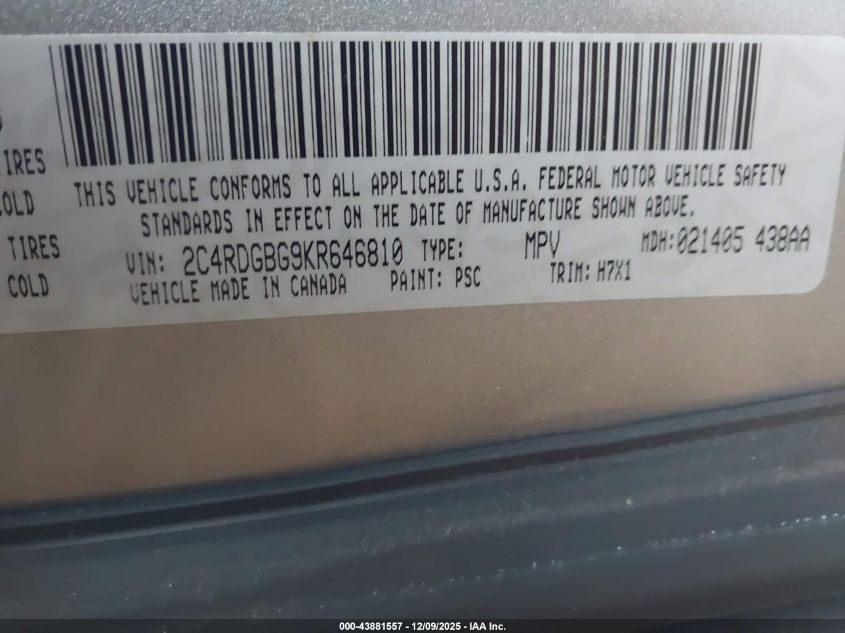 IRES
OLD
TIRES
COLD
THIS VEHICLE CONFORMS TO ALL APPLICABLE U.S.A. FEDERAL MOTOR VEHICLE SAFETY
STANDARDS IN EFFECT ON THE DATE OF MANUFACTURE SHOWN ABOVE.
VIN: 2C4RDGBG9KR646810 TYPE: MPV MDH:021405 438AA
VEHICLE MADE IN CANADA PAINT: PSC TRIM: H7X1
000-43881557 - 12/09/2025 - IAA Inc.